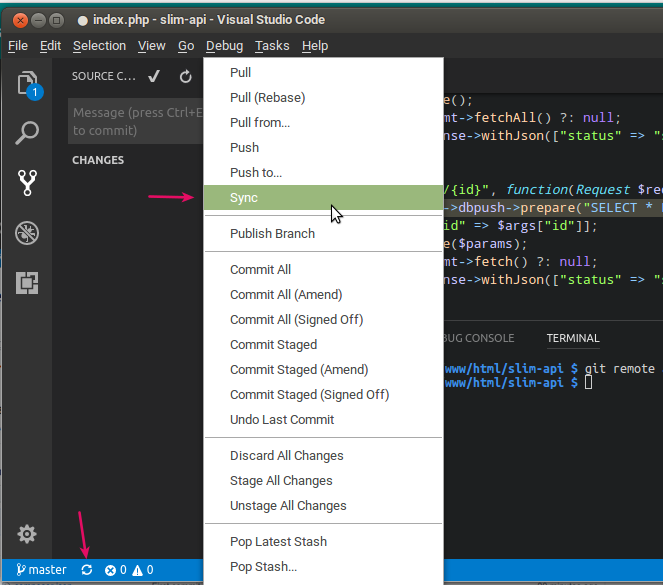 index.php - slim-api - Visual Studio Code
File Edit Selection View Go Debug Tasks Help
SOURCE C...
1
Message (press Ctrl+E
to commit)
CHANGES
Pull
Pull (Rebase)
Pull from...
Push
Push to...
Sync
Publish Branch
Commit All
Commit All (Amend)
Commit All (Signed Off)
Commit Staged
Commit Staged (Amend)
Commit Staged (Signed Off)
Undo Last Commit
Discard All Changes
Stage All Changes
Unstage All Changes
Pop Latest Stash
Pop Stash...
e();
mt->fetchAll() ?: null;
nse->withJson(["status" => "s
/{id}", function(Request $req
->dbpush->prepare("SELECT *
id" => $args["id"]];
e($params);
mt->fetch() ?: null;
nse->withJson(["status" => "s
BUG CONSOLE TERMINAL
www/html/slim-api $ git remote
www/html/slim-api $
master 0 0